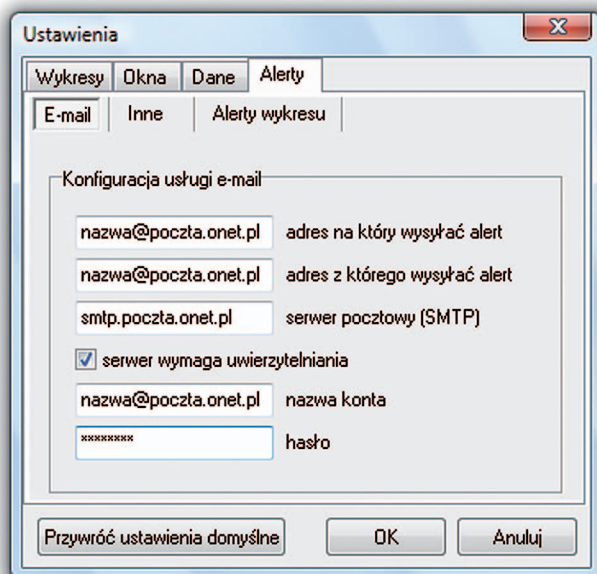 Ustawienia
Wykresy Okna Dane Alerty
E-mail Inne Alerty wykresu
Konfiguracja usługi e-mail
nazwa@poczta.onet.pl adres na który wysyłać alert
nazwa@poczta.onet.pl adres z którego wysyłać alert
smtp.poczta.onet.pl serwer pocztowy (SMTP)
serwer wymaga uwierzytelniania
nazwa@poczta.onet.pl nazwa konta
******** hasło
Przywróć ustawienia domyślne OK Anuluj